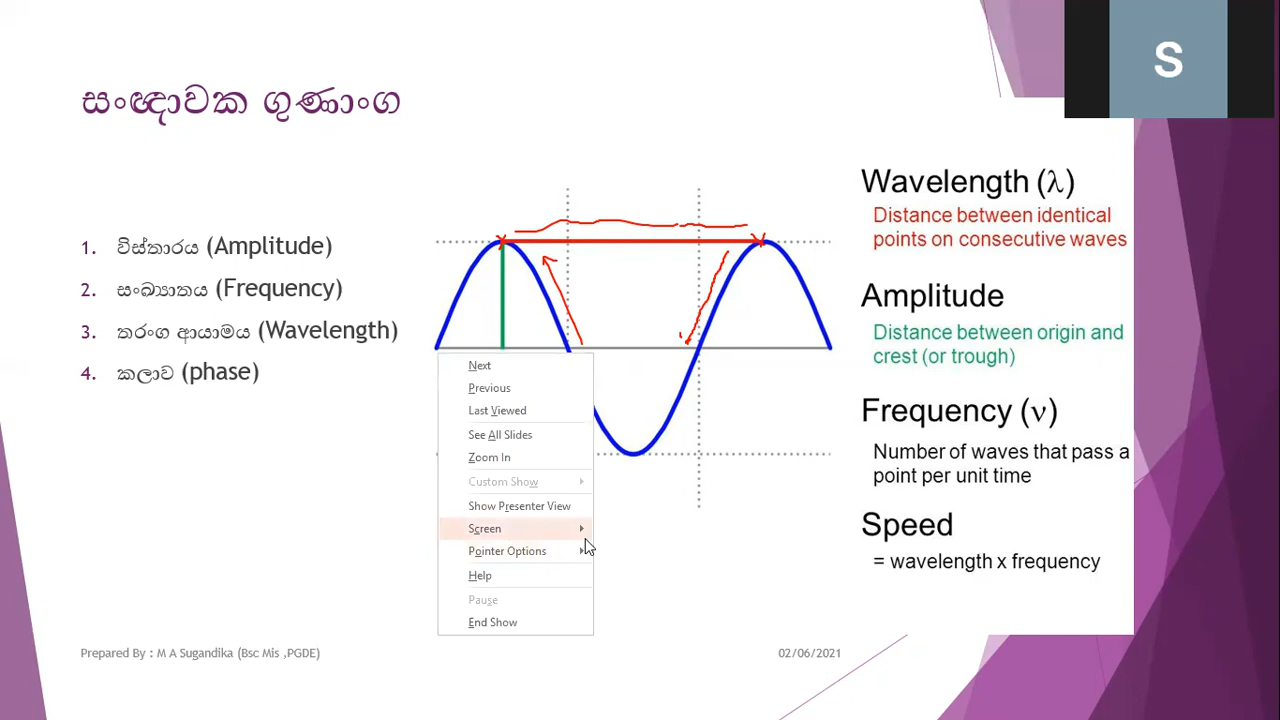 සංඥාවක ගුණාංග
1. විස්තාරය (Amplitude)
2. සංඛ්‍යාතය (Frequency)
3. තරංග ආයාමය (Wavelength)
4. කලාව (phase)
S
Wavelength (λ)
Distance between identical
points on consecutive waves
Amplitude
Distance between origin and
crest (or trough)
Frequency (ν)
Number of waves that pass a
point per unit time
Speed
= wavelength x frequency
Next
Previous
Last Viewed
See All Slides
Zoom In
Custom Show
Show Presenter View
Screen
Pointer Options
Help
Pause
End Show
Prepared By : M A Sugandika (Bsc Mis ,PGDE)
02/06/2021